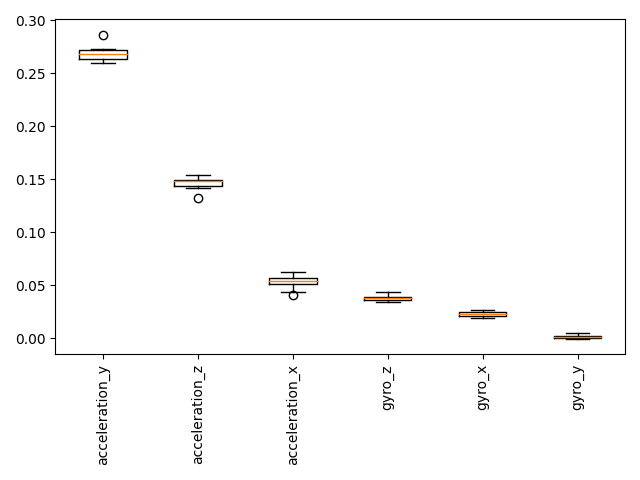 0.30
0.25
0.20
0.15
0.10
0.05
0.00
acceleration_y
acceleration_z
acceleration_x
gyro_z
gyro_x
gyro_y